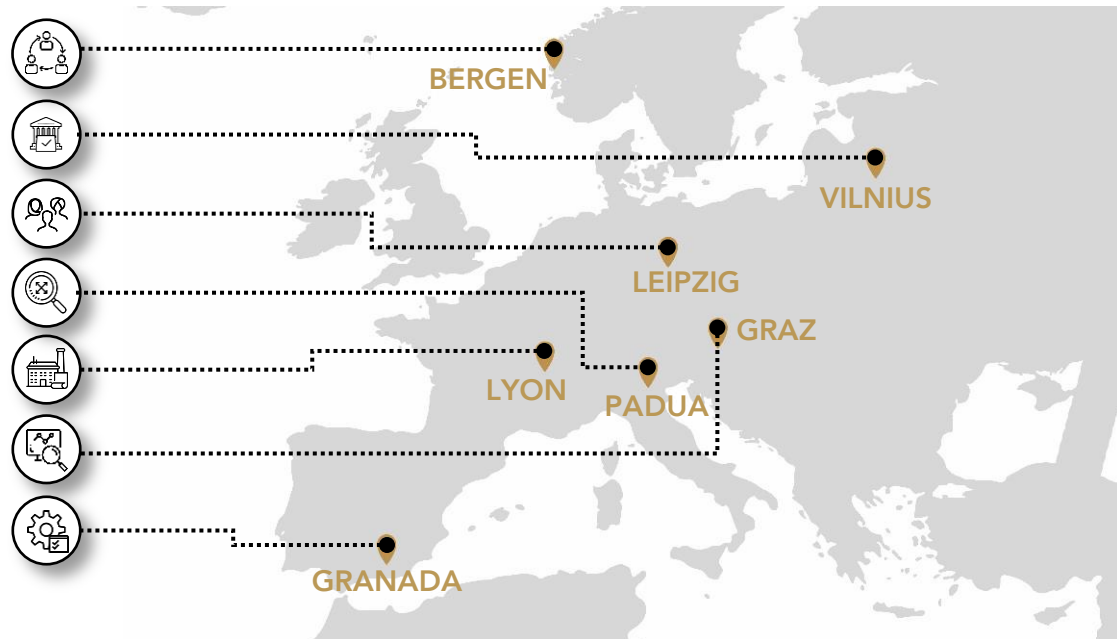 BERGEN
VILNIUS
LEIPZIG
GRAZ
LYON
PADUA
GRANADA